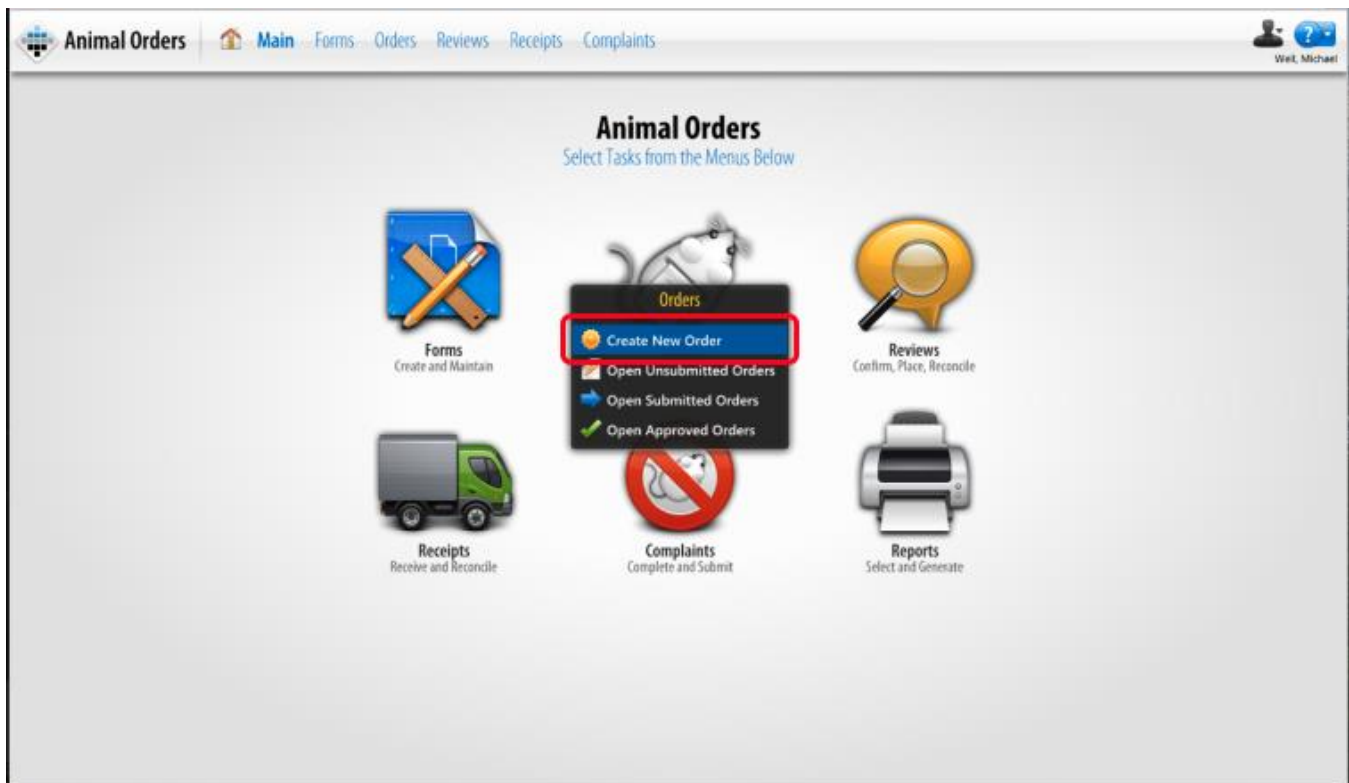 Animal Orders Main Forms Orders Reviews Receipts Complaints
?
Weit, Michael
Animal Orders
Select Tasks from the Menus Below
Orders
Create New Order
Open Unsubmitted Orders
Open Submitted Orders
Open Approved Orders
Forms
Create and Maintain
Reviews
Confirm, Place, Reconcile
Receipts
Receive and Reconcile
Complaints
Complete and Submit
Reports
Select and Generate